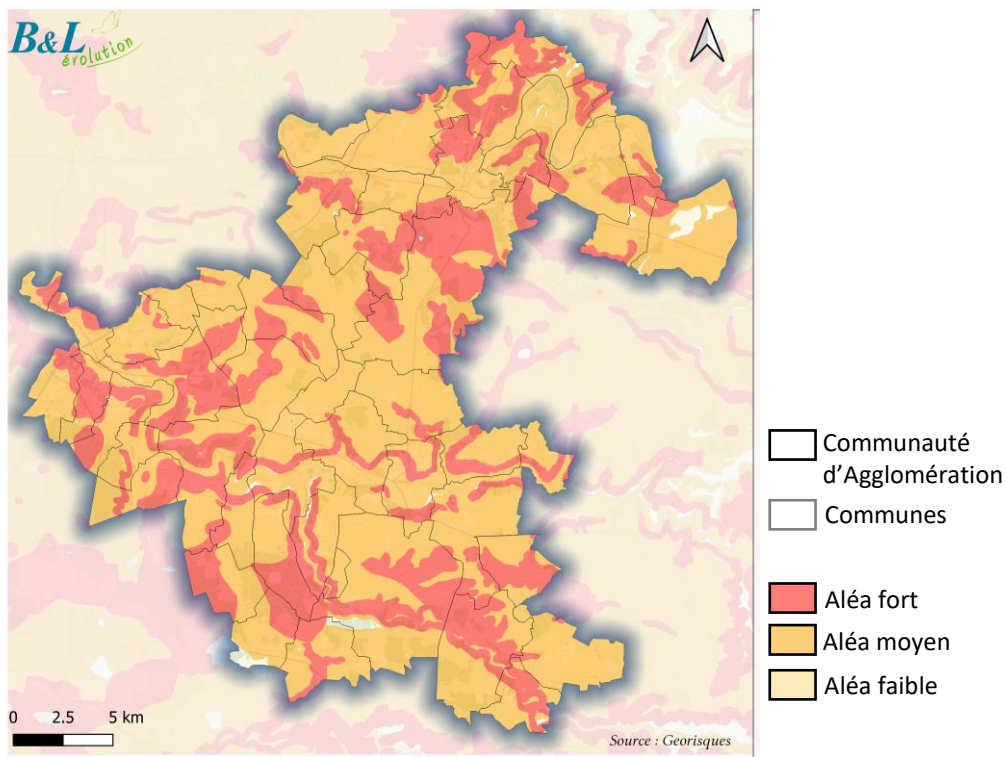 B&L
évolution
Communauté
d'Agglomération
Communes
Aléa fort
Aléa moyen
Aléa faible
0 2.5 5 km
Source : Georisques